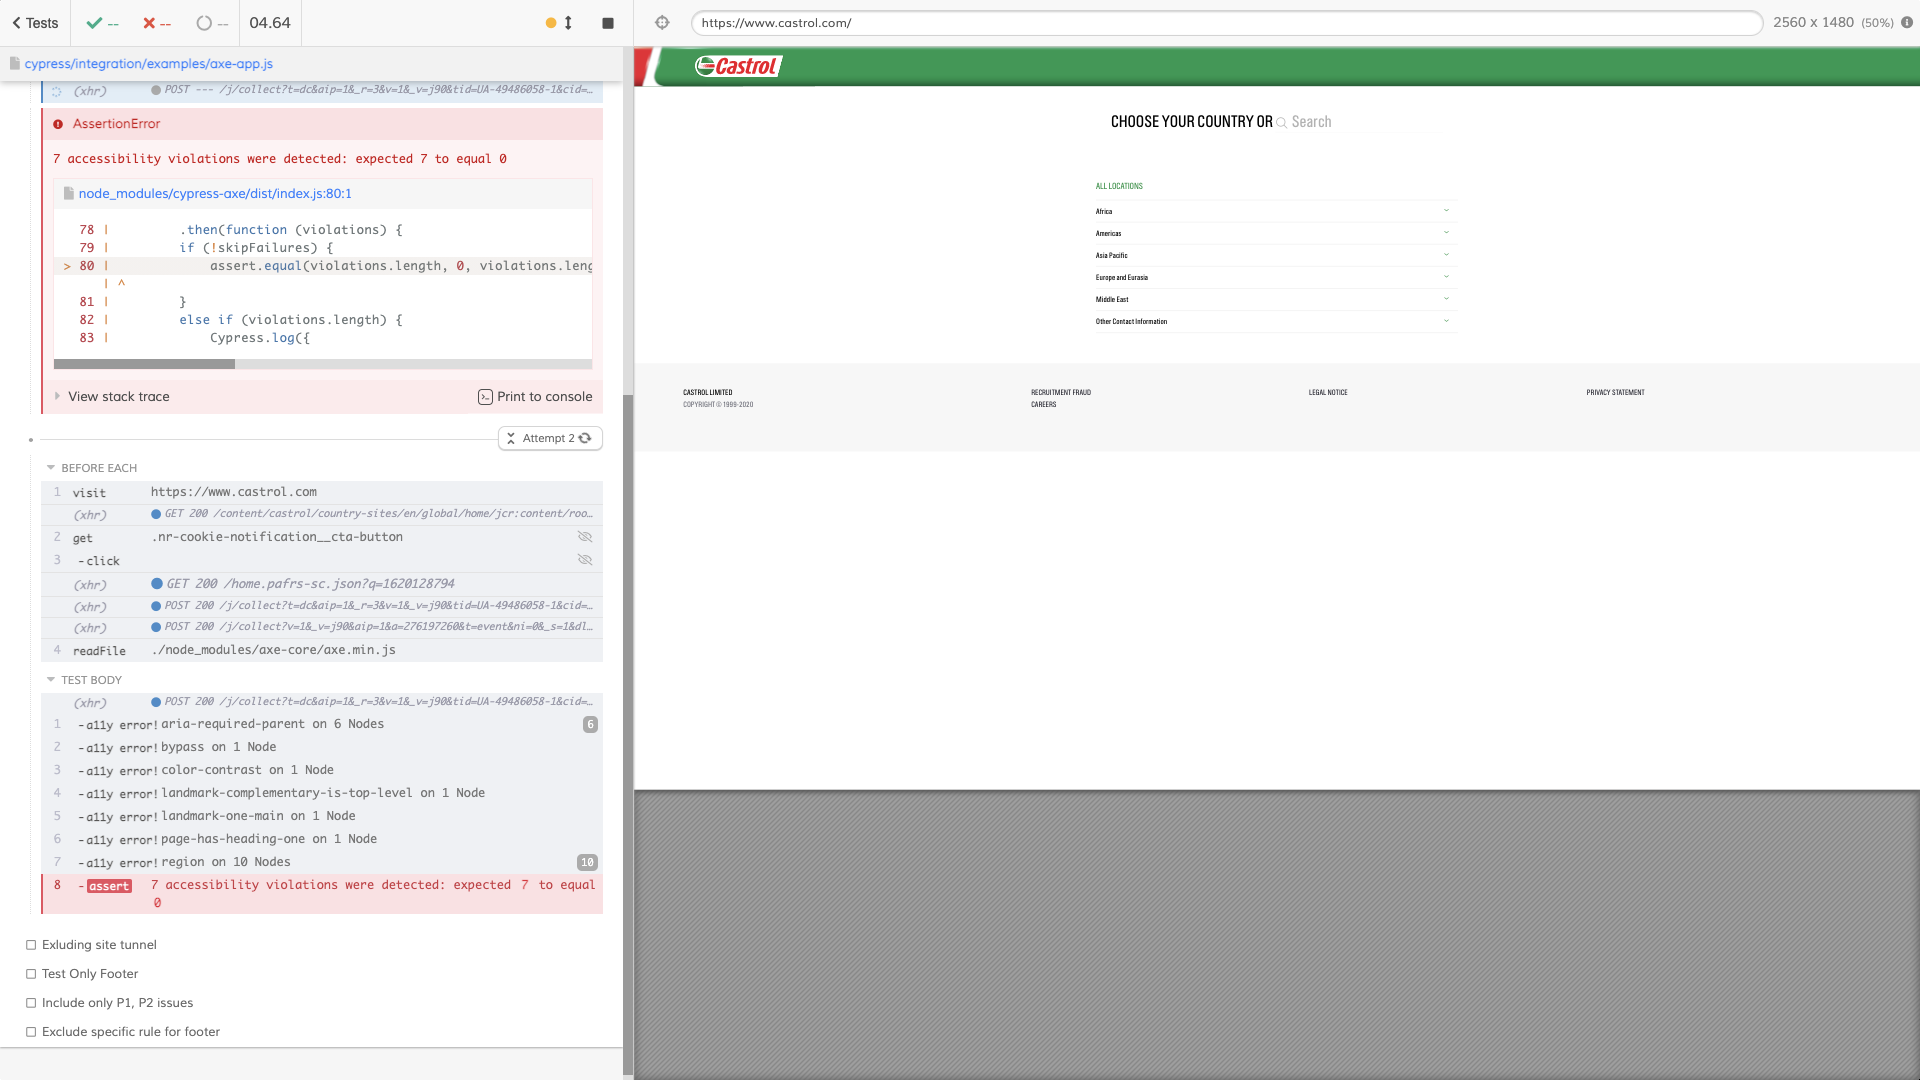 Tests
--
--
--
04.64
https://www.castrol.com/
2560 x 1480 (50%)
cypress/integration/examples/axe-app.js
(xhr) POST --- /j/collect?t=dc&aip=1&_r=3&v=1&_v=j90&tid=UA-49486058-1&cid=…
AssertionError
7 accessibility violations were detected: expected 7 to equal 0
node_modules/cypress-axe/dist/index.js:80:1
78 | .then(function (violations) {
79 | if (!skipFailures) {
> 80 | assert.equal(violations.length, 0, violations.leng
| ^
81 | }
82 | else if (violations.length) {
83 | Cypress.log({
View stack trace
Print to console
Attempt 2
BEFORE EACH
1 visit https://www.castrol.com
(xhr) GET 200 /content/castrol/country-sites/en/global/home/jcr:content/roo…
2 get .nr-cookie-notification__cta-button
3 -click
(xhr) GET 200 /home.pafrs-sc.json?q=1620128794
(xhr) POST 200 /j/collect?t=dc&aip=1&_r=3&v=1&_v=j90&tid=UA-49486058-1&cid=…
(xhr) POST 200 /j/collect?v=1&_v=j90&aip=1&a=276197260&t=event&ni=0&_s=1&dl…
4 readFile ./node_modules/axe-core/axe.min.js
TEST BODY
(xhr) POST 200 /j/collect?t=dc&aip=1&_r=3&v=1&_v=j90&tid=UA-49486058-1&cid=…
1 -a11y error! aria-required-parent on 6 Nodes 6
2 -a11y error! bypass on 1 Node
3 -a11y error! color-contrast on 1 Node
4 -a11y error! landmark-complementary-is-top-level on 1 Node
5 -a11y error! landmark-one-main on 1 Node
6 -a11y error! page-has-heading-one on 1 Node
7 -a11y error! region on 10 Nodes 10
8 -assert 7 accessibility violations were detected: expected 7 to equal
0
Exluding site tunnel
Test Only Footer
Include only P1, P2 issues
Exclude specific rule for footer
Castrol
CHOOSE YOUR COUNTRY OR Search
ALL LOCATIONS
Africa
Americas
Asia Pacific
Europe and Eurasia
Middle East
Other Contact Information
CASTROL LIMITED
COPYRIGHT © 1999-2020
RECRUITMENT FRAUD
CAREERS
LEGAL NOTICE
PRIVACY STATEMENT